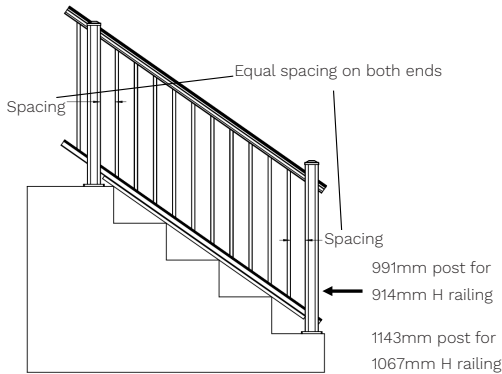 Equal spacing on both ends
Spacing
Spacing
991mm post for
914mm H railing
1143mm post for
1067mm H railing